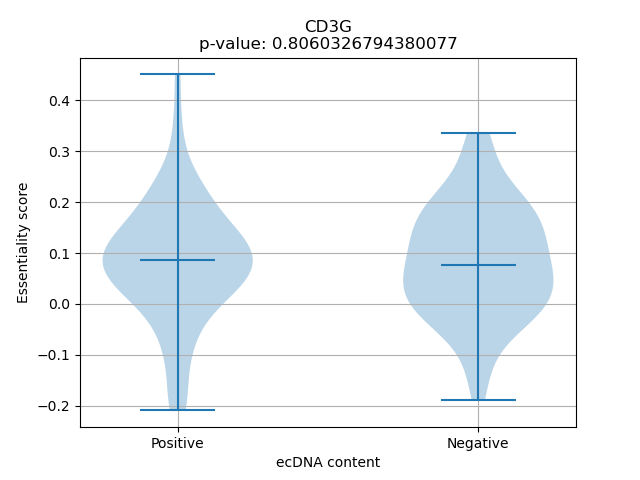 CD3G
p-value: 0.8060326794380077
Essentiality score
0.4
0.3
0.2
0.1
0.0
−0.1
−0.2
Positive
Negative
ecDNA content